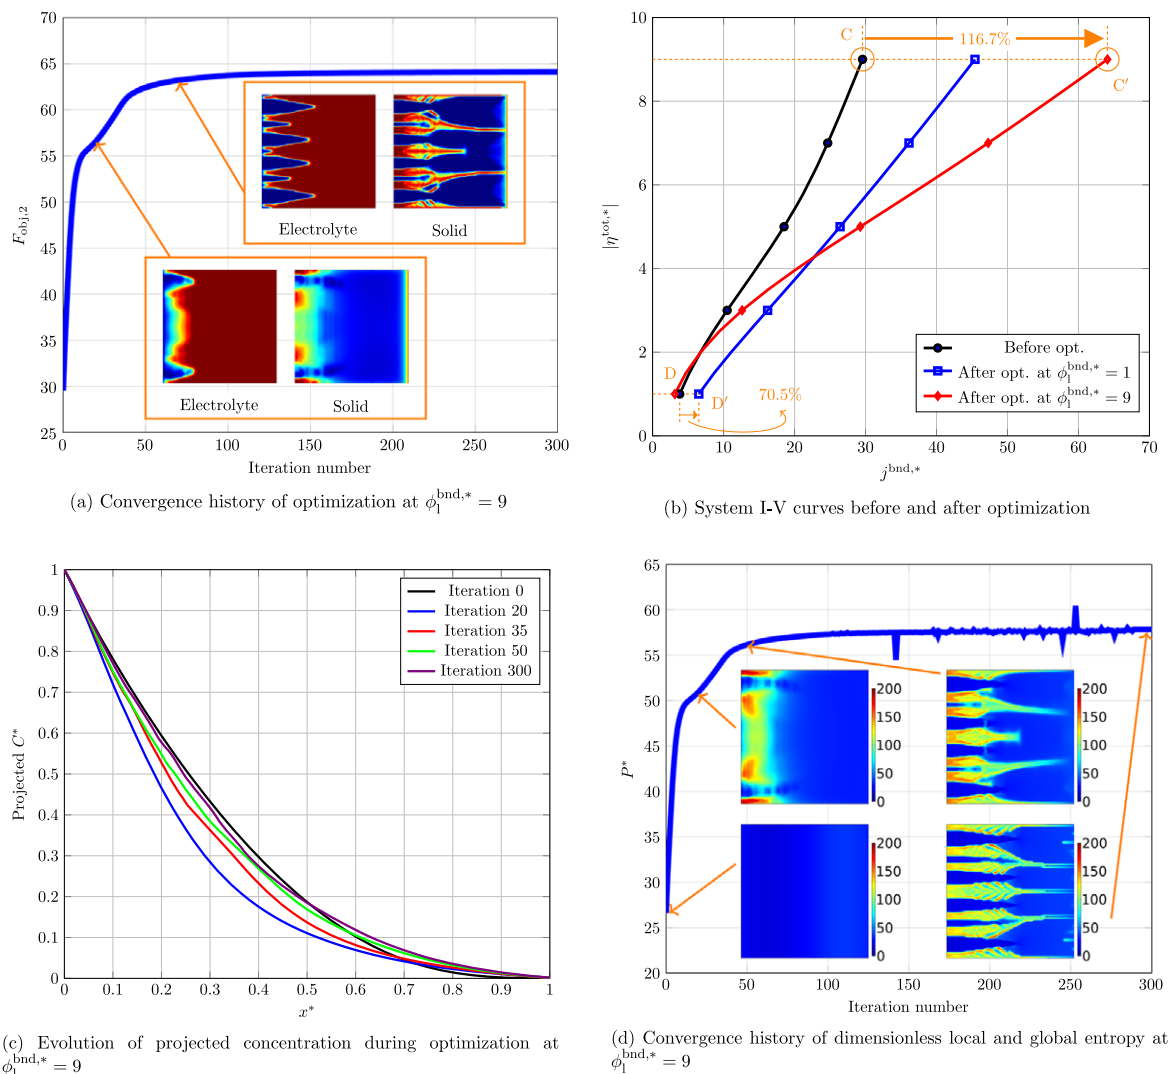 70
65
60
55
50
45
40
35
30
25
F_obj,2
0 50 100 150 200 250 300
Iteration number
Electrolyte Solid
Electrolyte Solid
(a) Convergence history of optimization at ϕ_l^bnd,* = 9
10
8
6
4
2
0
|η^tot,*|
0 10 20 30 40 50 60 70
j^bnd,*
C
116.7%
C′
D
D′
70.5%
Before opt.
After opt. at ϕ_l^bnd,* = 1
After opt. at ϕ_l^bnd,* = 9
(b) System I-V curves before and after optimization
1
0.9
0.8
0.7
0.6
0.5
0.4
0.3
0.2
0.1
0
Projected C*
0 0.1 0.2 0.3 0.4 0.5 0.6 0.7 0.8 0.9 1
x*
Iteration 0
Iteration 20
Iteration 35
Iteration 50
Iteration 300
(c) Evolution of projected concentration during optimization at
ϕ_l^bnd,* = 9
65
60
55
50
45
40
35
30
25
20
P*
0 50 100 150 200 250 300
Iteration number
200
150
100
50
0
200
150
100
50
0
200
150
100
50
0
200
150
100
50
0
(d) Convergence history of dimensionless local and global entropy at
ϕ_l^bnd,* = 9